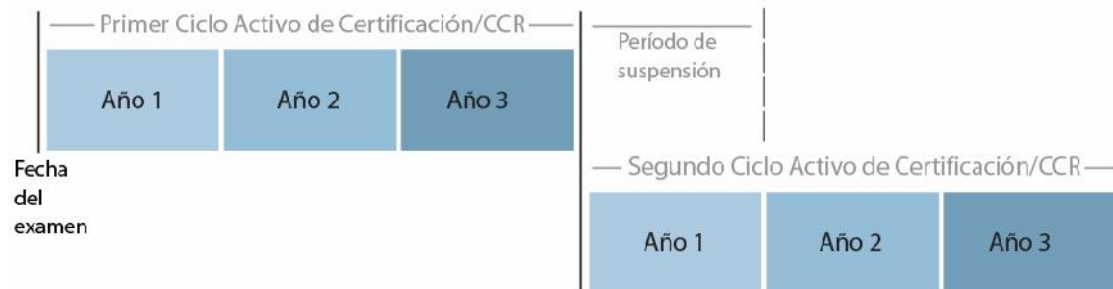 Primer Ciclo Activo de Certificación/CCR
Período de
suspensión
Año 1
Año 2
Año 3
Fecha
del
examen
Segundo Ciclo Activo de Certificación/CCR
Año 1
Año 2
Año 3